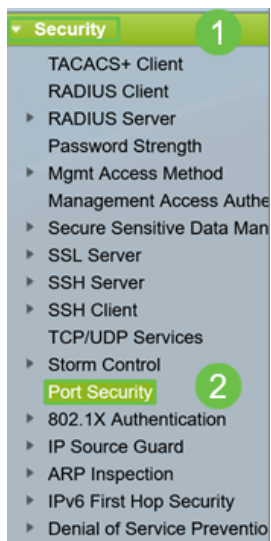 Security
1
TACACS+ Client
RADIUS Client
RADIUS Server
Password Strength
Mgmt Access Method
Management Access Authe
Secure Sensitive Data Man
SSL Server
SSH Server
SSH Client
TCP/UDP Services
Storm Control
Port Security
2
802.1X Authentication
IP Source Guard
ARP Inspection
IPv6 First Hop Security
Denial of Service Preventio